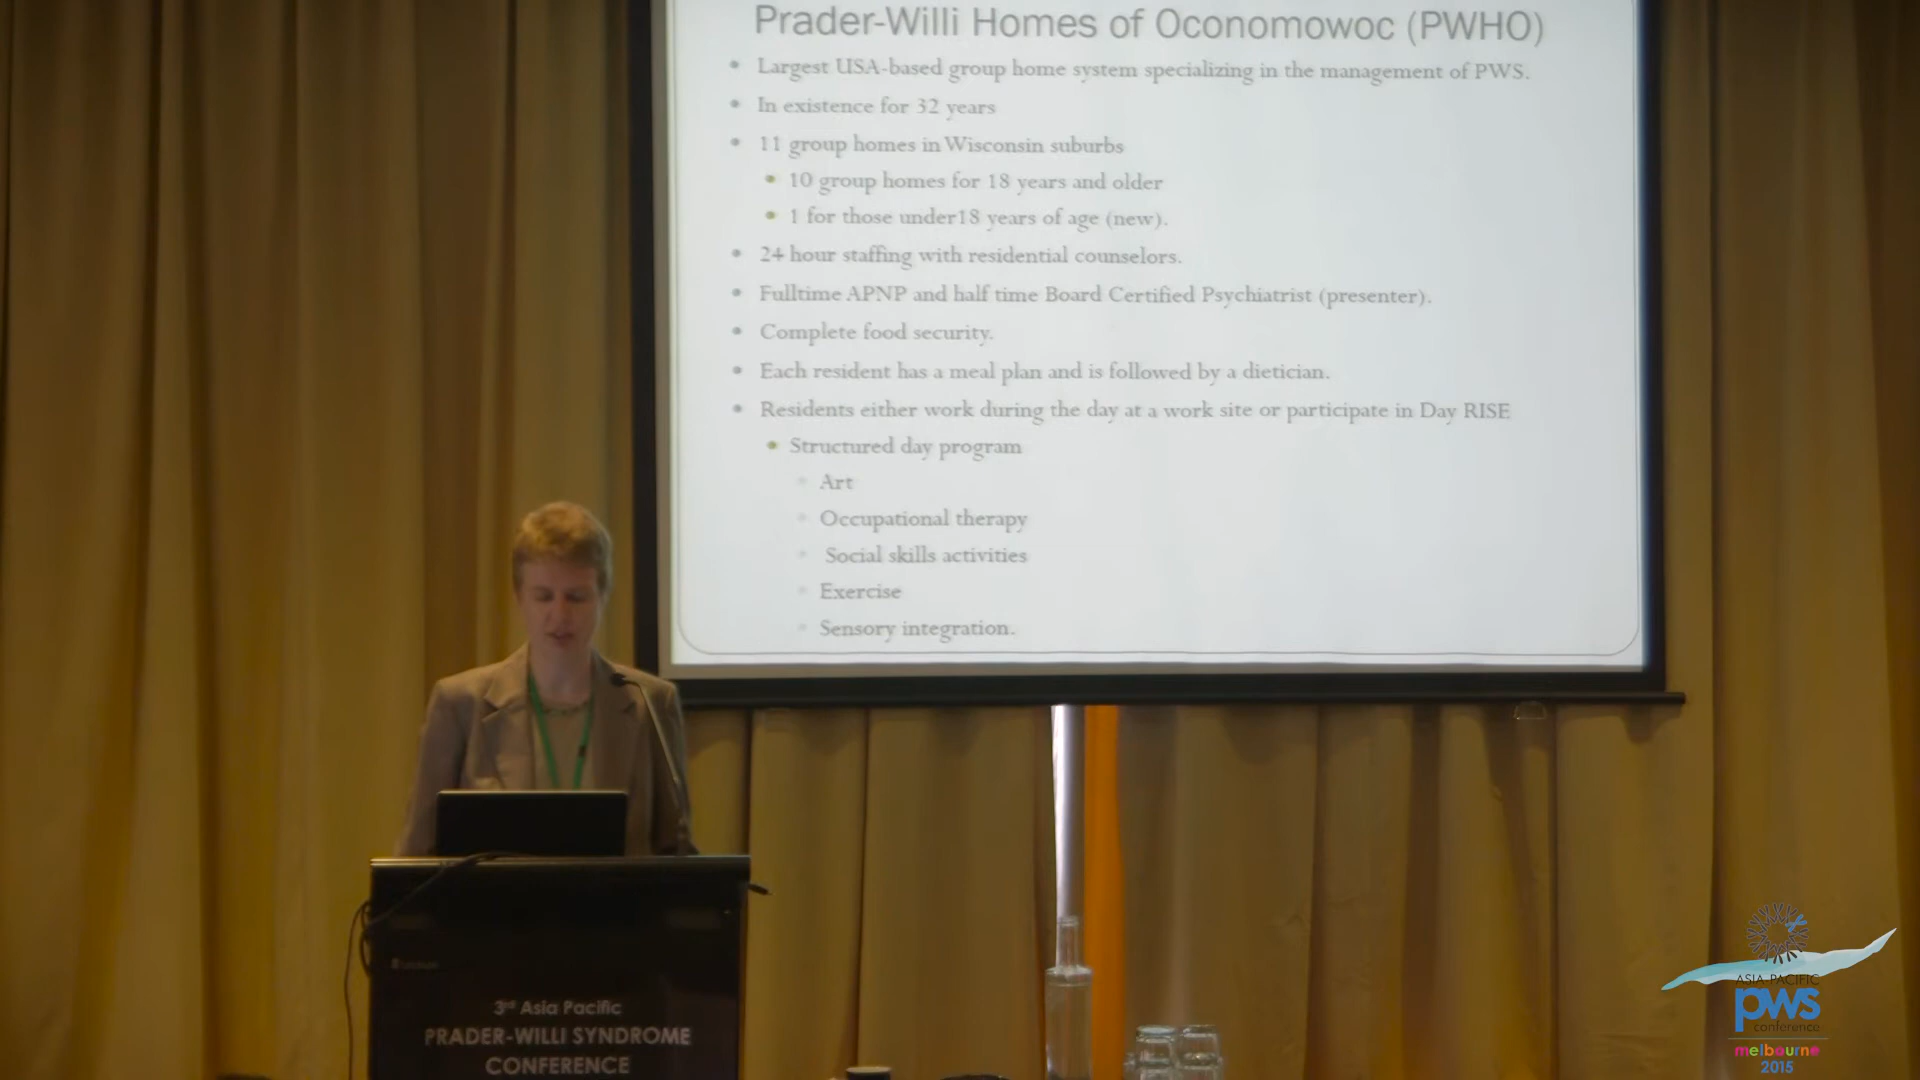 Prader-Willi Homes of Oconomowoc (PWHO)
• Largest USA-based group home system specializing in the management of PWS.
• In existence for 32 years
• 11 group homes in Wisconsin suburbs
• 10 group homes for 18 years and older
• 1 for those under18 years of age (new).
• 24 hour staffing with residential counselors.
• Fulltime APNP and half time Board Certified Psychiatrist (presenter).
• Complete food security.
• Each resident has a meal plan and is followed by a dietician.
• Residents either work during the day at a work site or participate in Day RISE
• Structured day program
• Art
• Occupational therapy
• Social skills activities
• Exercise
• Sensory integration.
3rd Asia Pacific
PRADER-WILLI SYNDROME
CONFERENCE
ASIA-PACIFIC
pws
conference
melbourne
2015